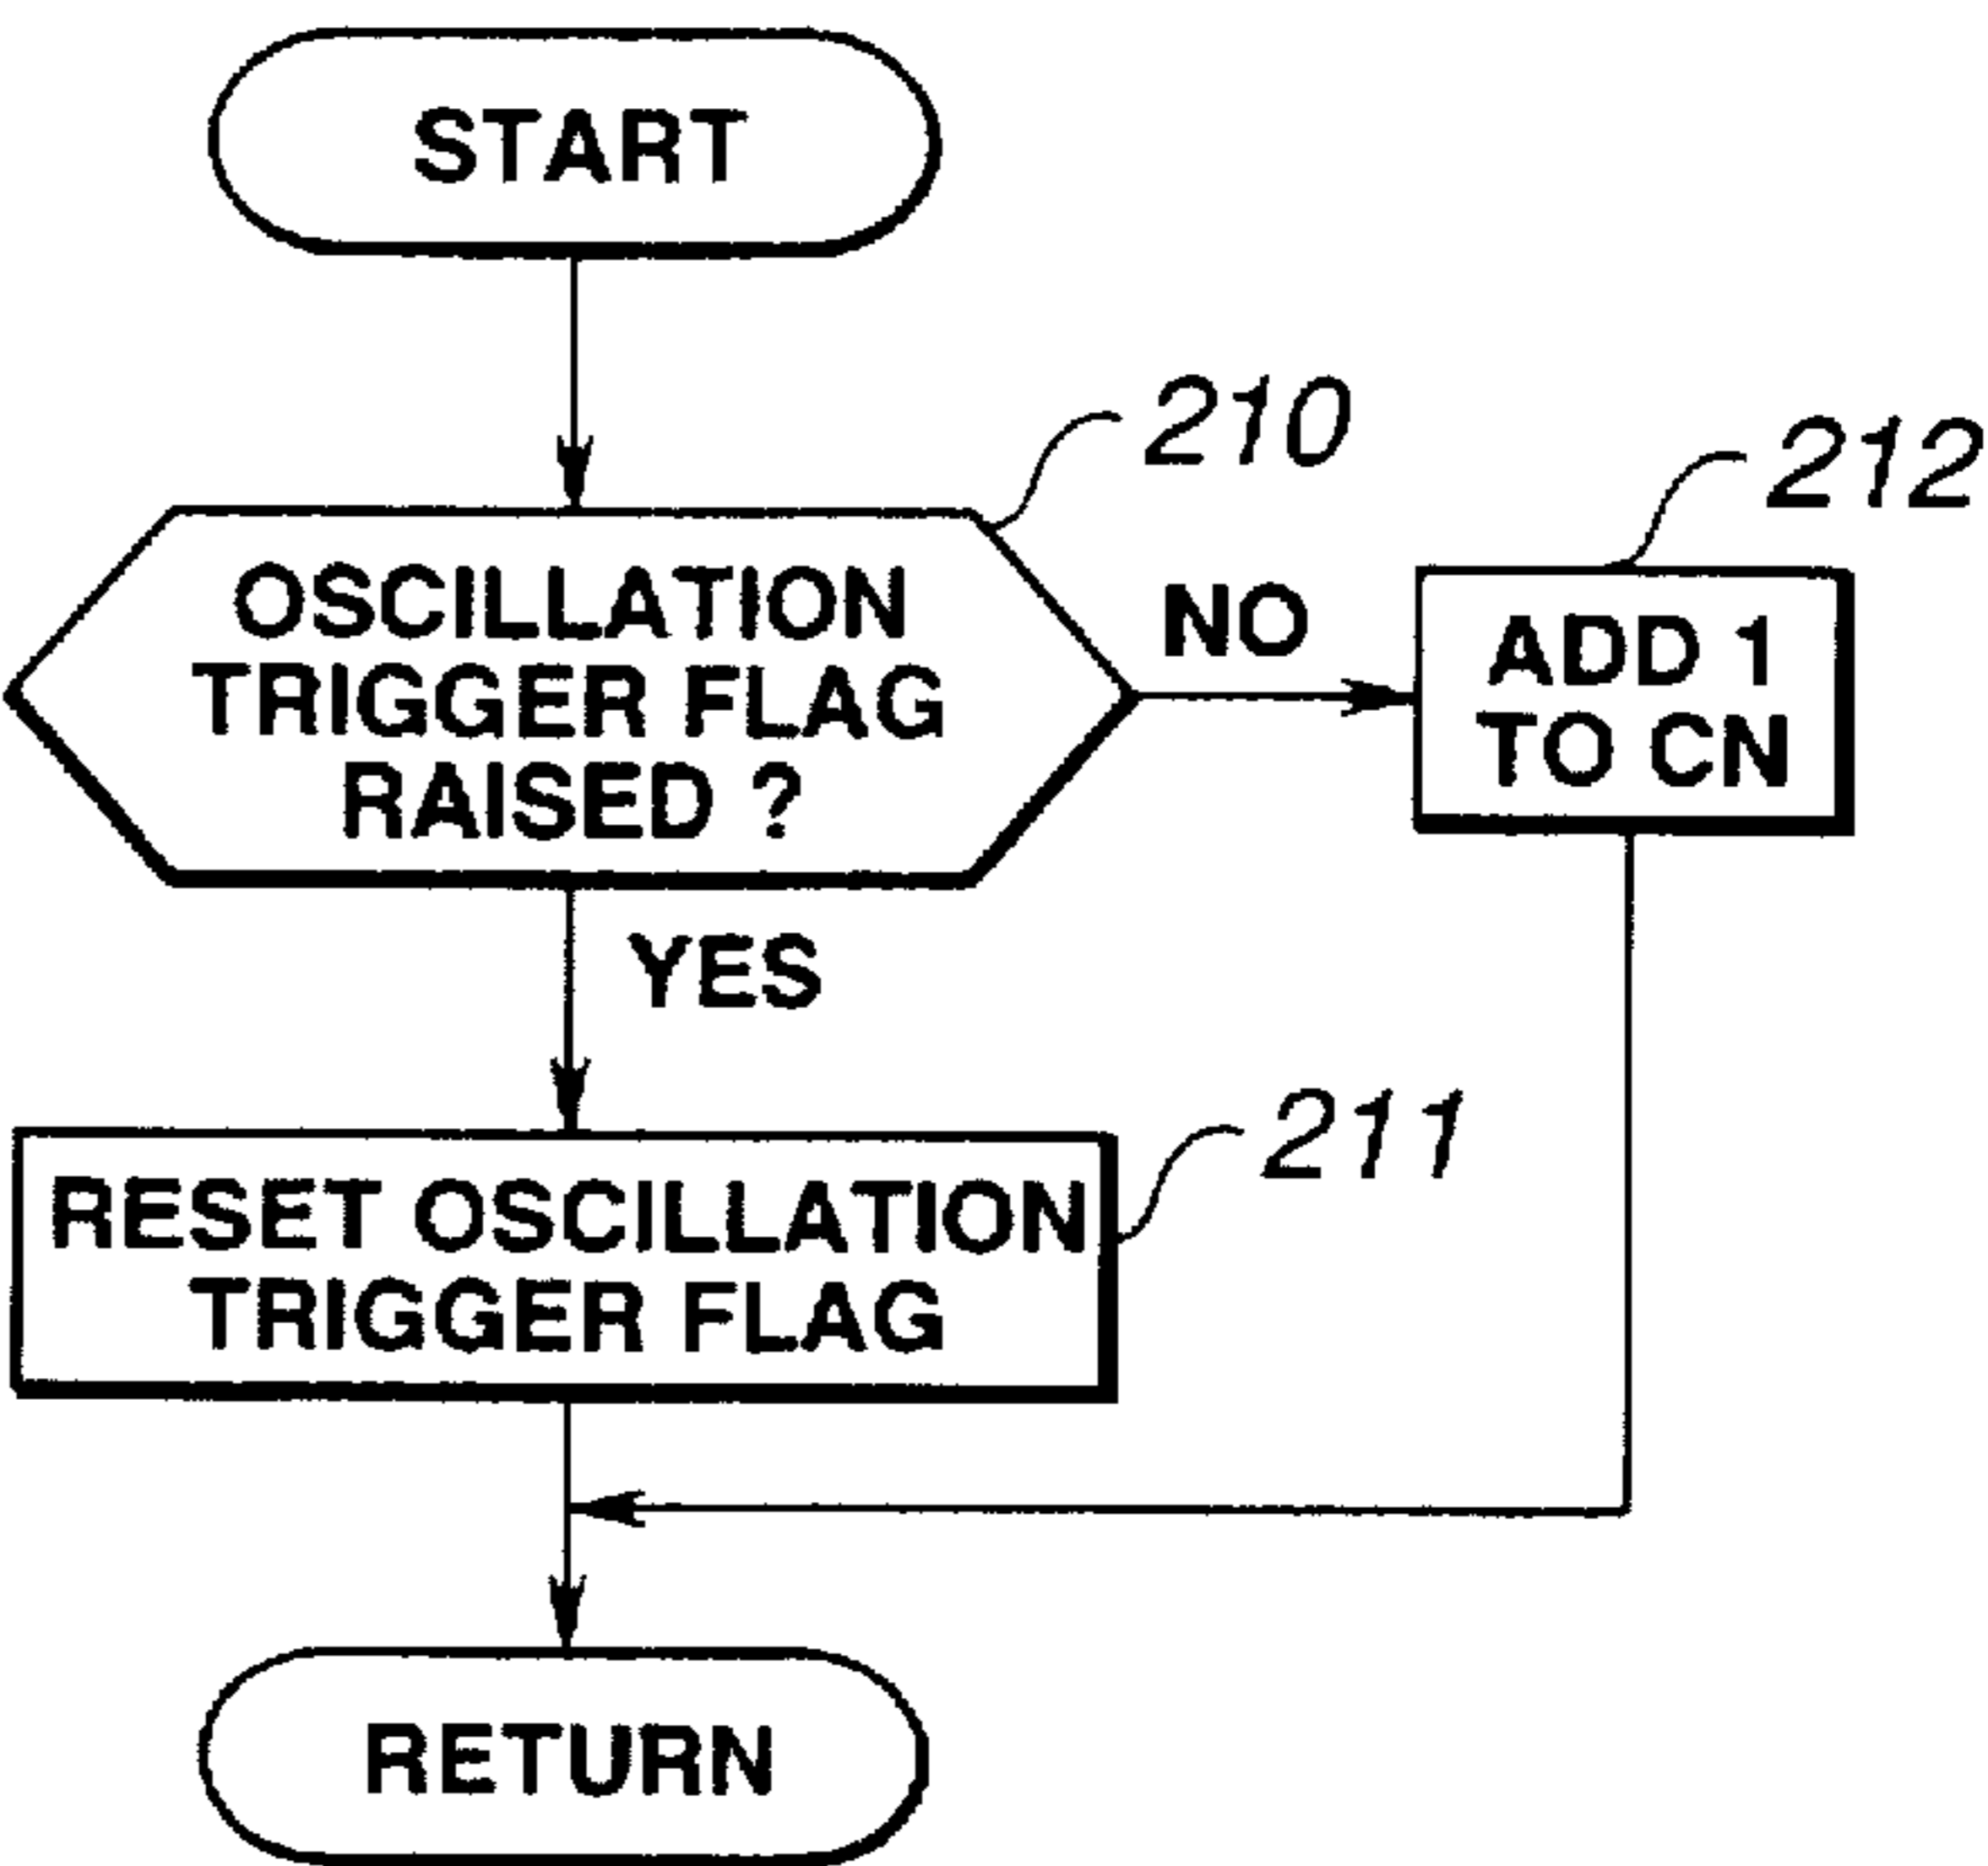 START
210
212
OSCILLATION
TRIGGER FLAG
RAISED ?
NO
ADD 1
TO CN
YES
211
RESET OSCILLATION
TRIGGER FLAG
RETURN